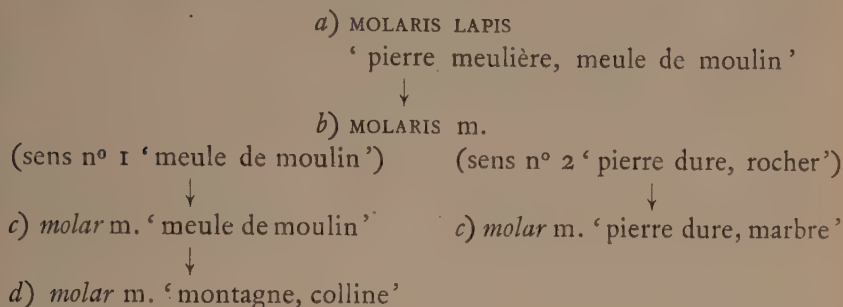 a) MOLARIS LAPIS
‘ pierre meulière, meule de moulin ’
↓
b) MOLARIS m.
(sens nº 1 ‘ meule de moulin ’) (sens nº 2 ‘ pierre dure, rocher ’)
↓ ↓
c) molar m. ‘ meule de moulin ’ c) molar m. ‘ pierre dure, marbre ’
↓
d) molar m. ‘ montagne, colline ’